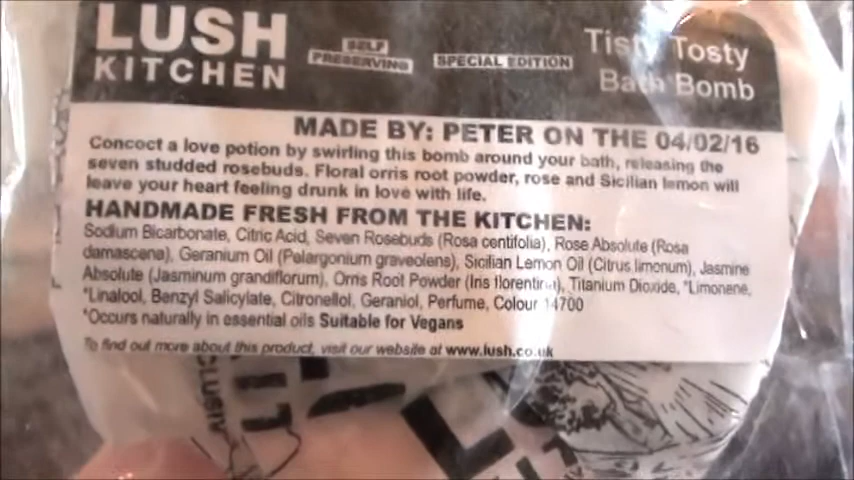 LUSH
KITCHEN
SELF
PRESERVING
SPECIAL EDITION
Tisty Tosty
Bath Bomb
MADE BY: PETER ON THE 04/02/16
Concoct a love potion by swirling this bomb around your bath, releasing the
seven studded rosebuds. Floral orris root powder, rose and Sicilian lemon will
leave your heart feeling drunk in love with life.
HANDMADE FRESH FROM THE KITCHEN:
Sodium Bicarbonate, Citric Acid, Seven Rosebuds (Rosa centifolia), Rose Absolute (Rosa
damascena), Geranium Oil (Pelargonium graveolens), Sicilian Lemon Oil (Citrus limonum), Jasmine
Absolute (Jasminum grandiflorum), Orris Root Powder (Iris florentina), Titanium Dioxide, *Limonene,
*Linalool, Benzyl Salicylate, Citronellol, Geraniol, Perfume, Colour 14700
*Occurs naturally in essential oils Suitable for Vegans
To find out more about this product, visit our website at www.lush.co.uk